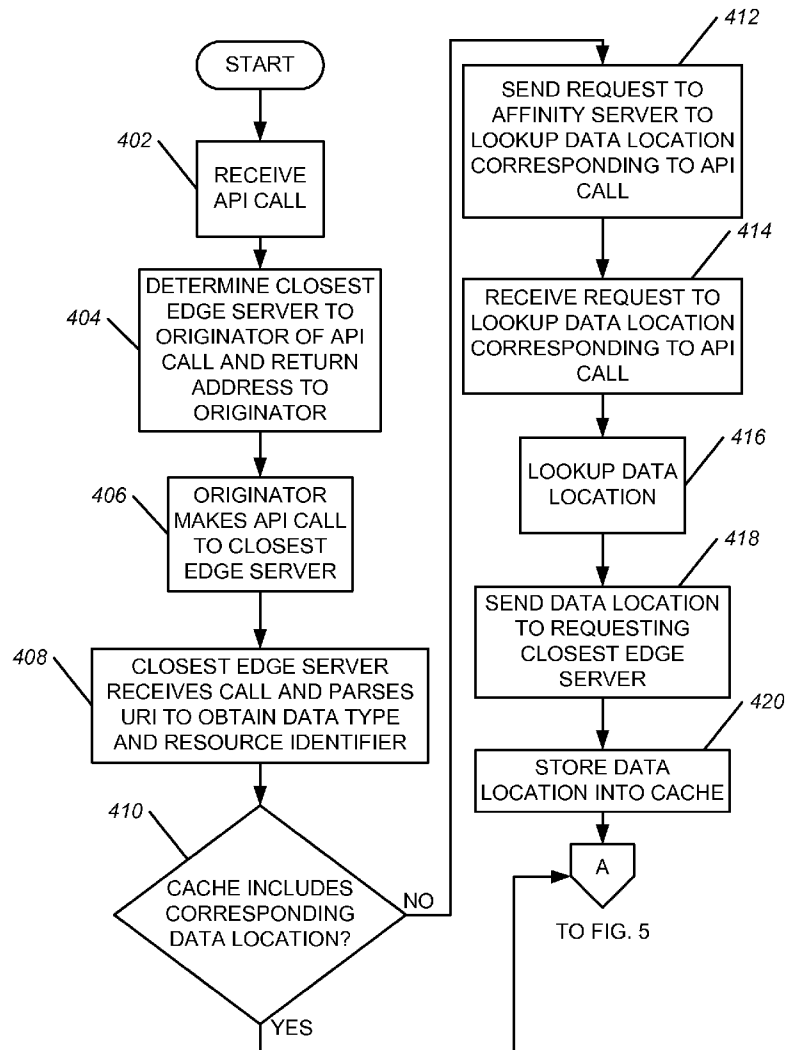 START
402
RECEIVE
API CALL
404
DETERMINE CLOSEST
EDGE SERVER TO
ORIGINATOR OF API
CALL AND RETURN
ADDRESS TO
ORIGINATOR
406
ORIGINATOR
MAKES API CALL
TO CLOSEST
EDGE SERVER
408
CLOSEST EDGE SERVER
RECEIVES CALL AND PARSES
URI TO OBTAIN DATA TYPE
AND RESOURCE IDENTIFIER
410
CACHE INCLUDES
CORRESPONDING
DATA LOCATION?
NO
YES
412
SEND REQUEST TO
AFFINITY SERVER TO
LOOKUP DATA LOCATION
CORRESPONDING TO API
CALL
414
RECEIVE REQUEST TO
LOOKUP DATA LOCATION
CORRESPONDING TO API
CALL
416
LOOKUP DATA
LOCATION
418
SEND DATA LOCATION
TO REQUESTING
CLOSEST EDGE
SERVER
420
STORE DATA
LOCATION INTO CACHE
A
TO FIG. 5